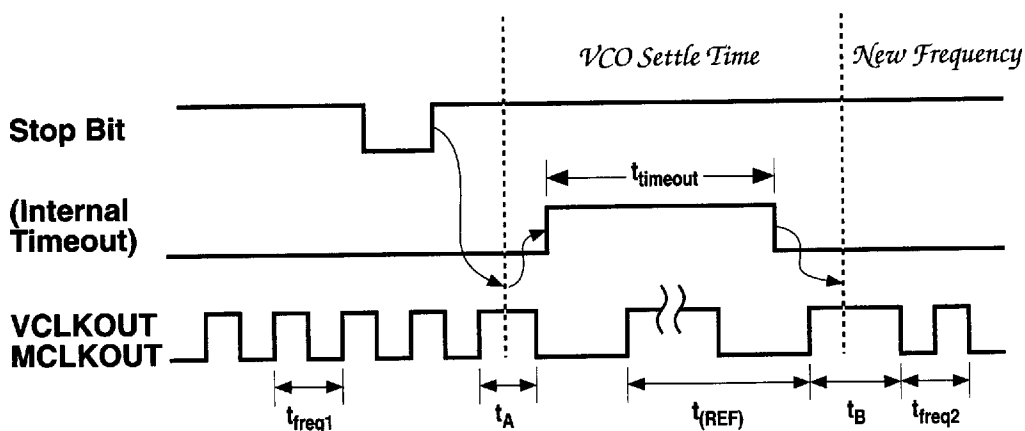 VCO Settle Time
New Frequency
Stop Bit
t_timeout
(Internal
Timeout)
VCLKOUT
MCLKOUT
t_freq1
t_A
t_(REF)
t_B
t_freq2